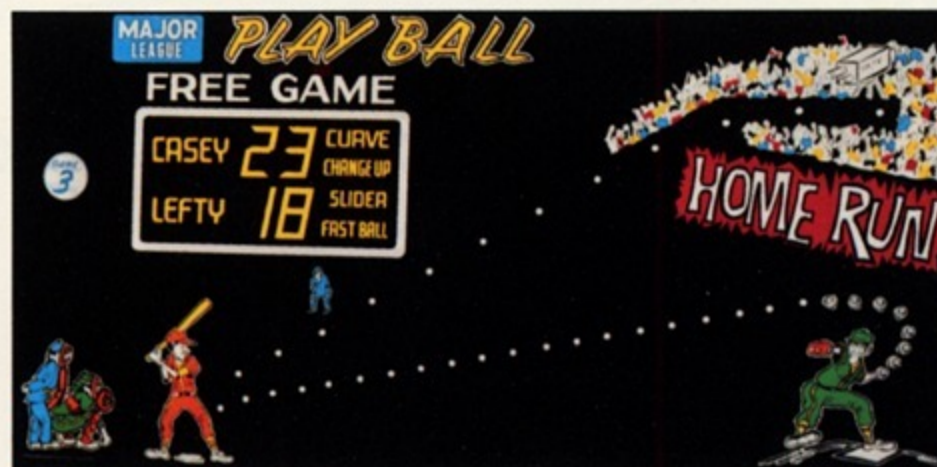 MAJOR
LEAGUE
PLAY BALL
FREE GAME
CASEY 23 CURVE
CHANGE UP
LEFTY 18 SLIDER
FAST BALL
GAME
3
HOME RUN